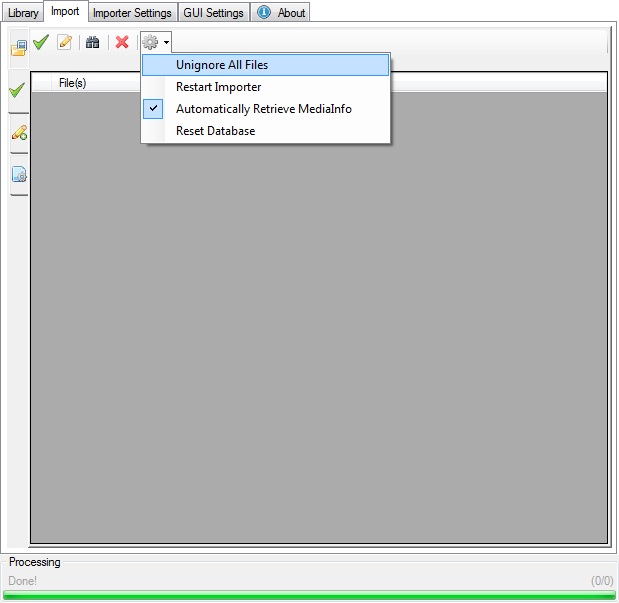 Library Import Importer Settings GUI Settings About
Unignore All Files
Restart Importer
Automatically Retrieve MediaInfo
Reset Database
File(s)
Processing
Done! (0/0)